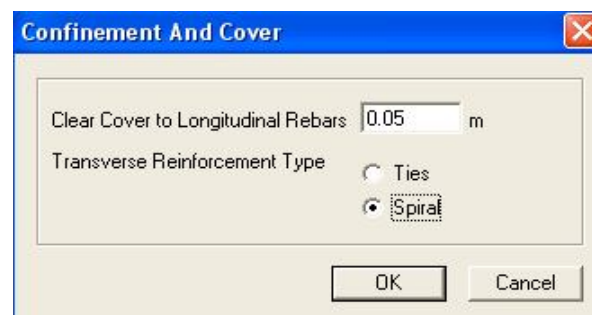 Confinement And Cover
Clear Cover to Longitudinal Rebars 0.05 m
Transverse Reinforcement Type
Ties
Spiral
OK Cancel